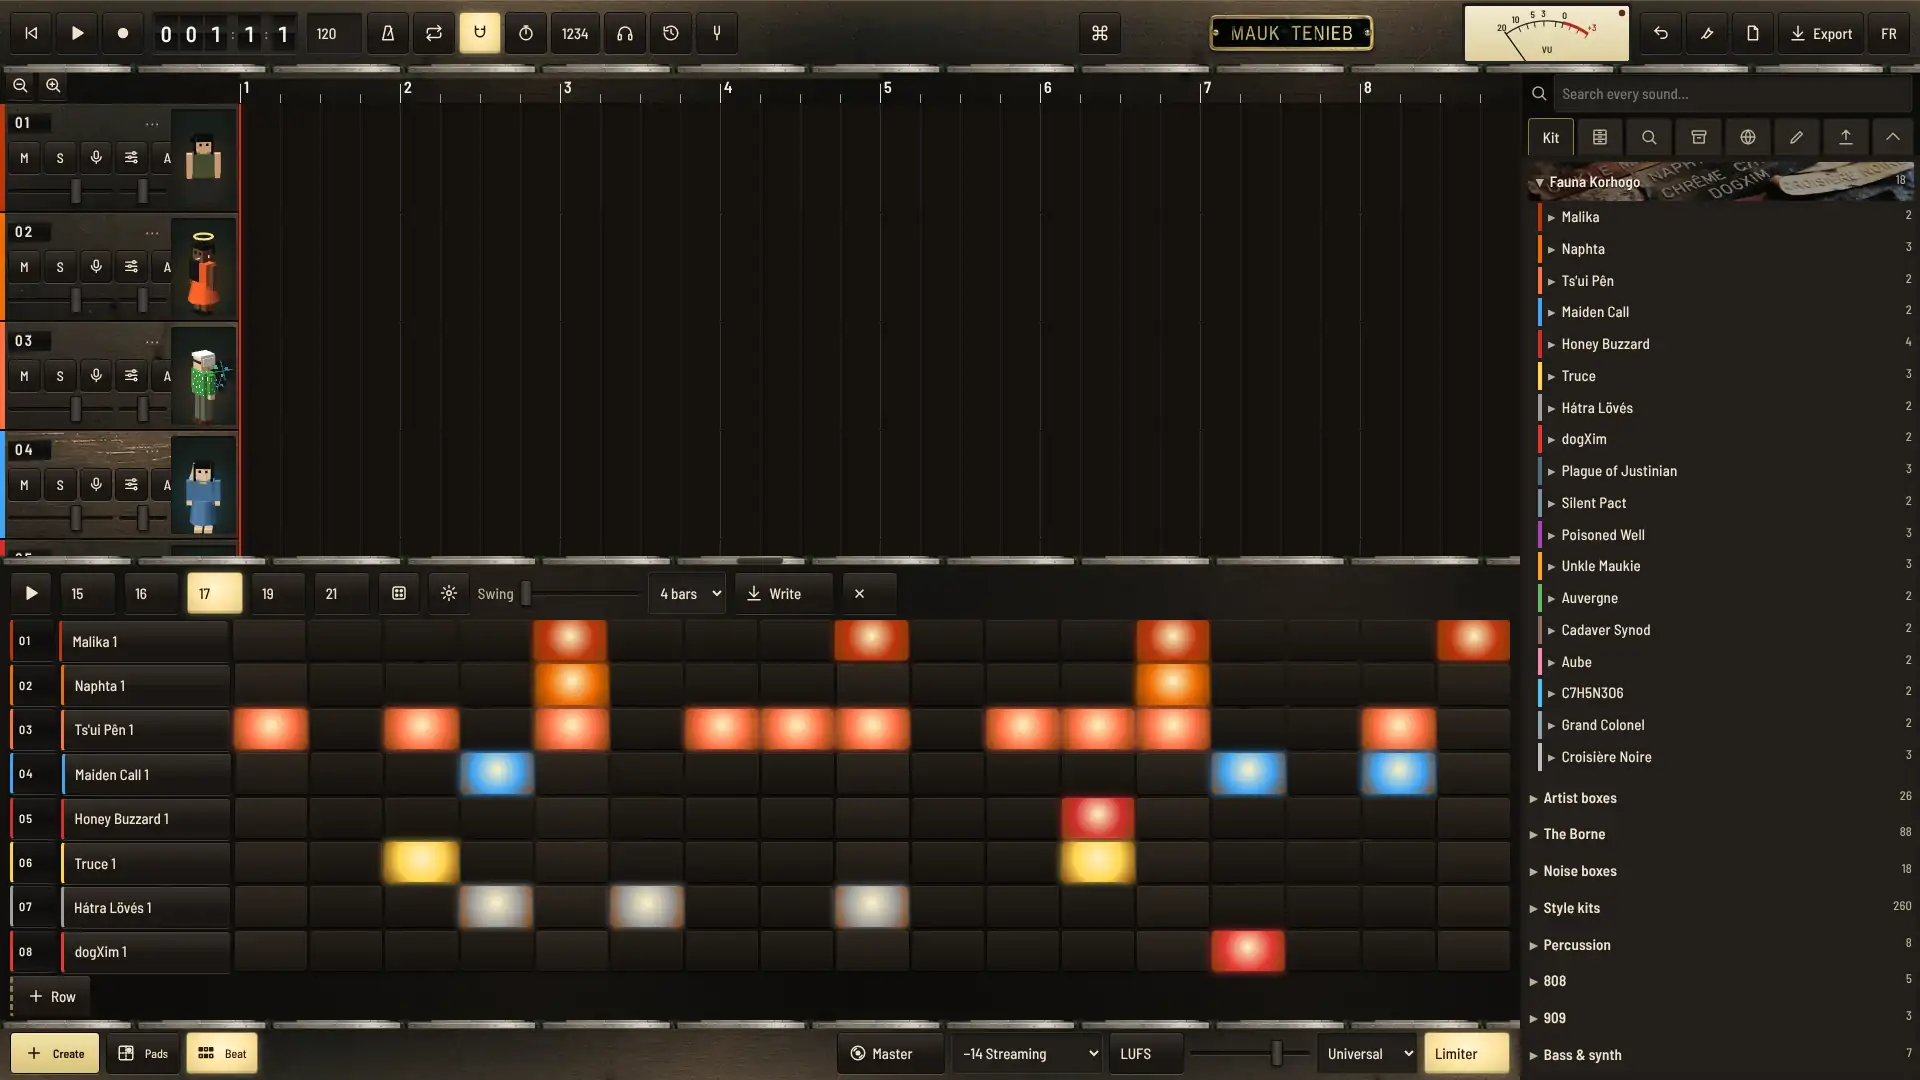 0 0 1 : 1 : 1
120
1234
MAUK TENIEB
20 10 5 3 0 +3
VU
Export
FR
1 2 3 4 5 6 7 8
Search every sound...
Kit
01
M S A
02
M S A
03
M S A
04
M S A
Fauna Korhogo 18
Malika 2
Naphta 3
Ts'ui Pên 2
Maiden Call 2
Honey Buzzard 4
Truce 3
Hátra Lövés 2
dogXim 2
Plague of Justinian 3
Silent Pact 2
Poisoned Well 3
Unkle Maukie 3
Auvergne 2
Cadaver Synod 2
Aube 2
C7H5N3O6 2
Grand Colonel 2
Croisière Noire 3
Artist boxes 26
The Borne 88
Noise boxes 18
Style kits 260
Percussion 8
808 5
909 3
Bass & synth 7
15 16 17 19 21 Swing 4 bars Write
01 Malika 1
02 Naphta 1
03 Ts'ui Pên 1
04 Maiden Call 1
05 Honey Buzzard 1
06 Truce 1
07 Hátra Lövés 1
08 dogXim 1
+ Row
+ Create Pads Beat
Master −14 Streaming LUFS Universal Limiter